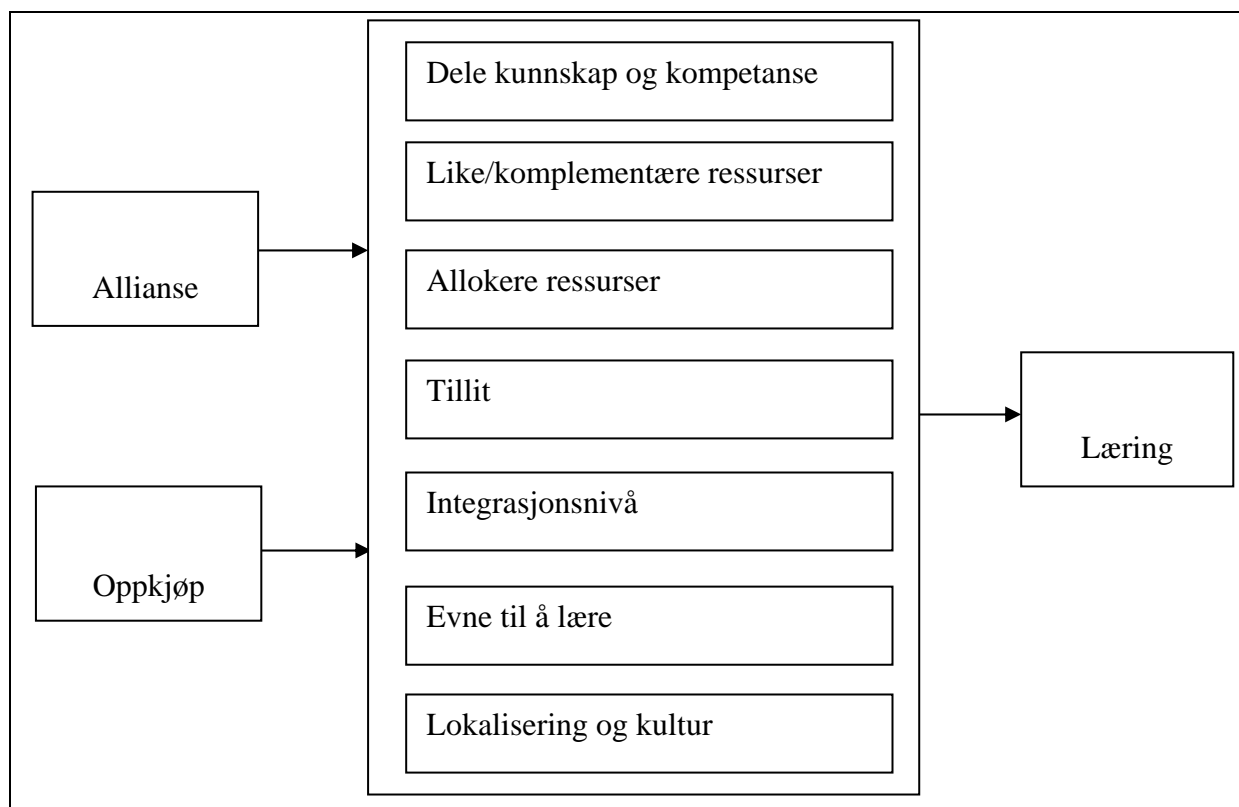 Allianse
Oppkjøp
Dele kunnskap og kompetanse
Like/komplementære ressurser
Allokere ressurser
Tillit
Integrasjonsnivå
Evne til å lære
Lokalisering og kultur
Læring